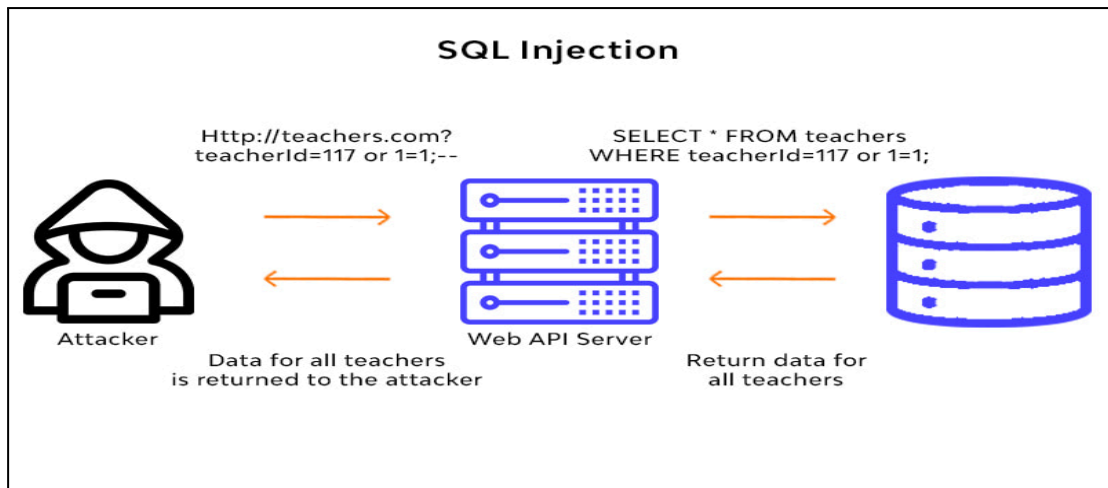 SQL Injection
Http://teachers.com?
teacherId=117 or 1=1;--
SELECT * FROM teachers
WHERE teacherId=117 or 1=1;
Attacker
Web API Server
Data for all teachers
is returned to the attacker
Return data for
all teachers